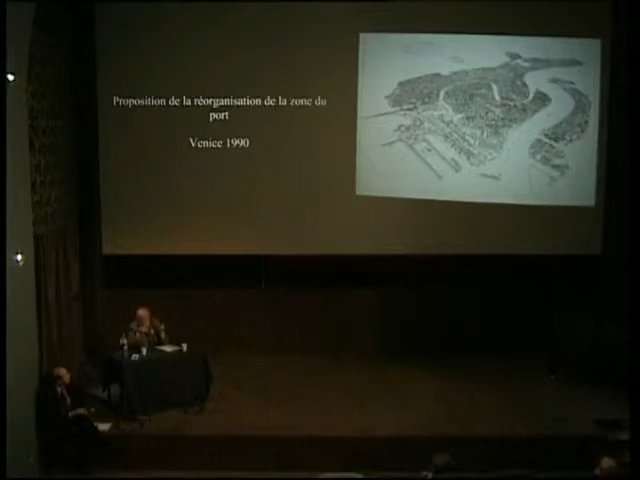 Proposition de la réorganisation de la zone du
port
Venice 1990